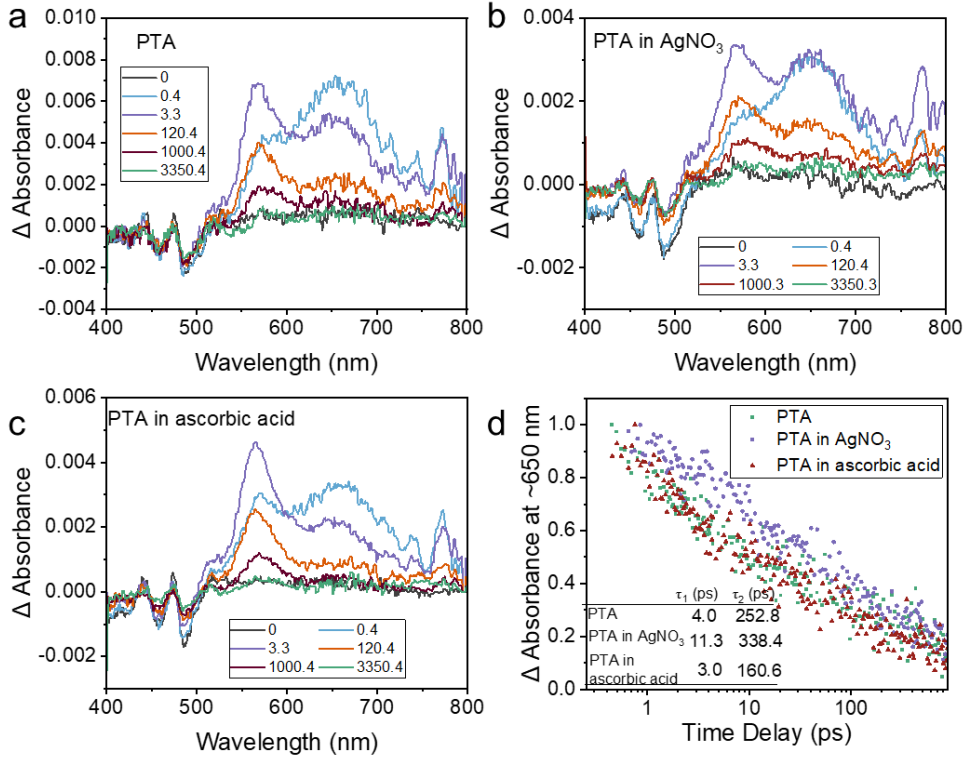 a
PTA
0
0.4
3.3
120.4
1000.4
3350.4
0.010
0.008
0.006
0.004
0.002
0.000
-0.002
-0.004
400 500 600 700 800
Δ Absorbance
Wavelength (nm)
b
PTA in AgNO₃
0.004
0.002
0.000
-0.002
0 0.4
3.3 120.4
1000.3 3350.3
400 500 600 700 800
Δ Absorbance
Wavelength (nm)
c
PTA in ascorbic acid
0.006
0.004
0.002
0.000
-0.002
0 0.4
3.3 120.4
1000.4 3350.4
400 500 600 700 800
Δ Absorbance
Wavelength (nm)
d
PTA
PTA in AgNO₃
PTA in ascorbic acid
1.0
0.8
0.6
0.4
0.2
0.0
τ₁ (ps) τ₂ (ps)
PTA 4.0 252.8
PTA in AgNO₃ 11.3 338.4
PTA in
ascorbic acid 3.0 160.6
1 10 100
Δ Absorbance at ~650 nm
Time Delay (ps)